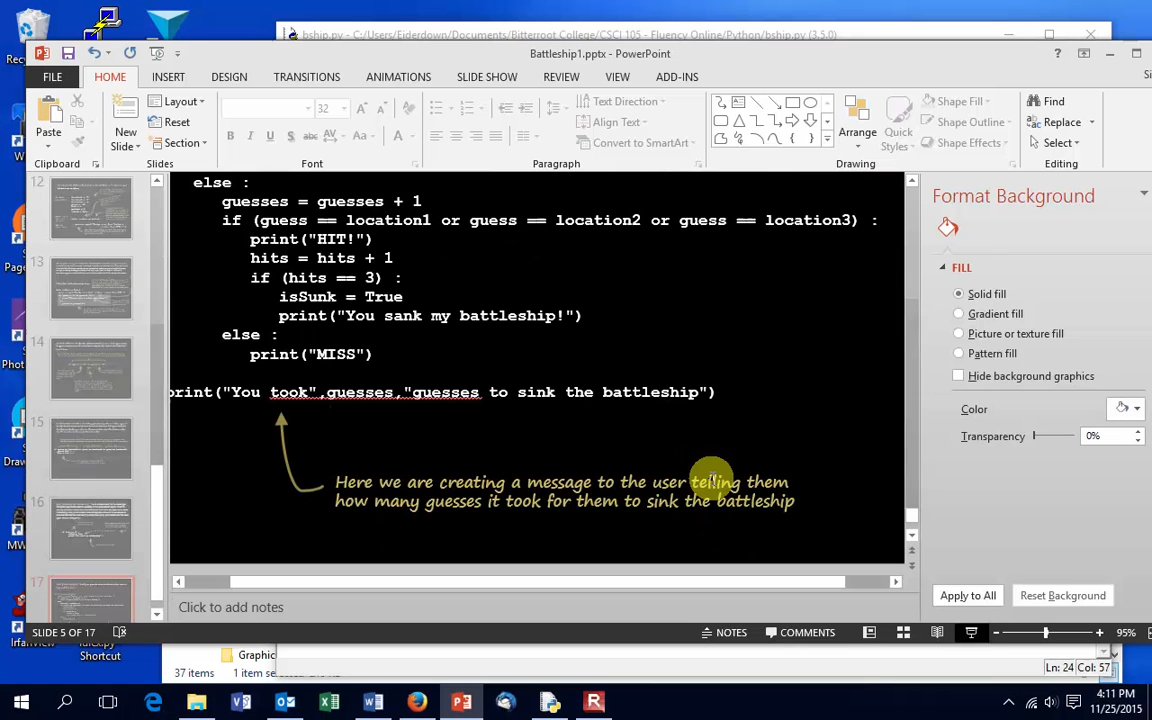 bship.py - C:/Users/Eiderdown/Documents/Bitterroot College/CSCI 105 - Fluency Online/Python/bship.py (3.5.0)
Battleship1.pptx - PowerPoint
FILE HOME INSERT DESIGN TRANSITIONS ANIMATIONS SLIDE SHOW REVIEW VIEW ADD-INS
Paste
New
Slide
Layout
Reset
Section
32
Text Direction
Align Text
Convert to SmartArt
Arrange
Quick
Styles
Shape Fill
Shape Outline
Shape Effects
Find
Replace
Select
Clipboard Slides Font Paragraph Drawing Editing
12
13
14
15
16
17
else :
guesses = guesses + 1
if (guess == location1 or guess == location2 or guess == location3) :
print("HIT!")
hits = hits + 1
if (hits == 3) :
isSunk = True
print("You sank my battleship!")
else :
print("MISS")
print("You took",guesses,"guesses to sink the battleship")
Here we are creating a message to the user telling them
how many guesses it took for them to sink the battleship
Format Background
FILL
Solid fill
Gradient fill
Picture or texture fill
Pattern fill
Hide background graphics
Color
Transparency 0%
Apply to All Reset Background
Click to add notes
SLIDE 5 OF 17 NOTES COMMENTS 95%
Shortcut
Graphic
37 items
Ln: 24 Col: 57
4:11 PM
11/25/2015